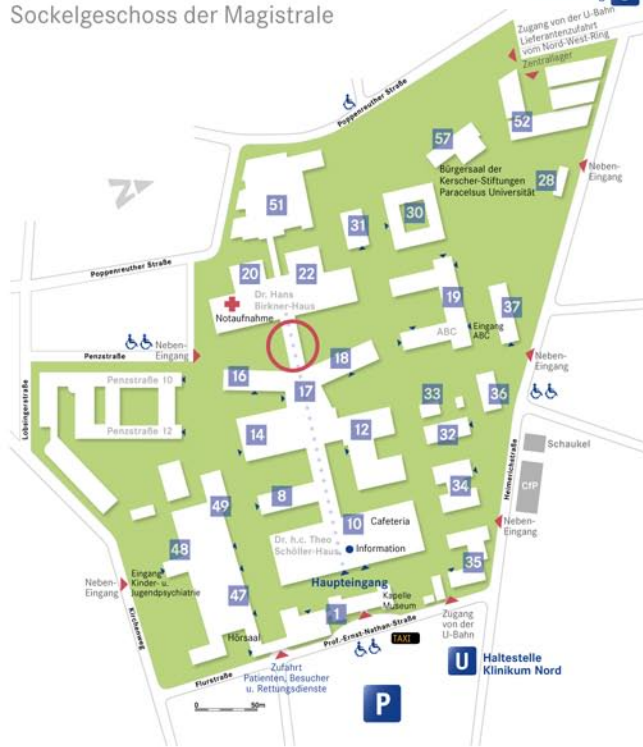 Sockelgeschoss der Magistrale
Zugang von der U-Bahn
Lieferantenzufahrt
vom Nord-West-Ring
Zentrallager
Poppenreuther Straße
52
57
Bürgersaal der
Kerscher-Stiftungen
Paracelsus Universität
28
Neben-
Eingang
51
31
30
N
Poppenreuther Straße
20
22
Dr. Hans
Birkner-Haus
Notaufnahme
19
37
ABC
Eingang
ABC
Neben-
Eingang
Penzstraße
18
Neben-
Eingang
16
17
Penzstraße 10
Penzstraße 12
Lobsingerstraße
33
36
32
14
12
Heimerichstraße
Schaukel
CfP
8
49
34
10
Cafeteria
Dr. h.c. Theo
Schöller-Haus
Information
Neben-
Eingang
48
Eingang
Kinder- u.
Jugendpsychiatrie
Neben-
Eingang
Haupteingang
35
47
Kirchenweg
1
Kapelle
Museum
Hörsaal
Prof.-Ernst-Nathan-Straße
TAXI
Zugang
von der
U-Bahn
Flurstraße
Zufahrt
Patienten, Besucher
u. Rettungsdienste
U
Haltestelle
Klinikum Nord
P
0 50m